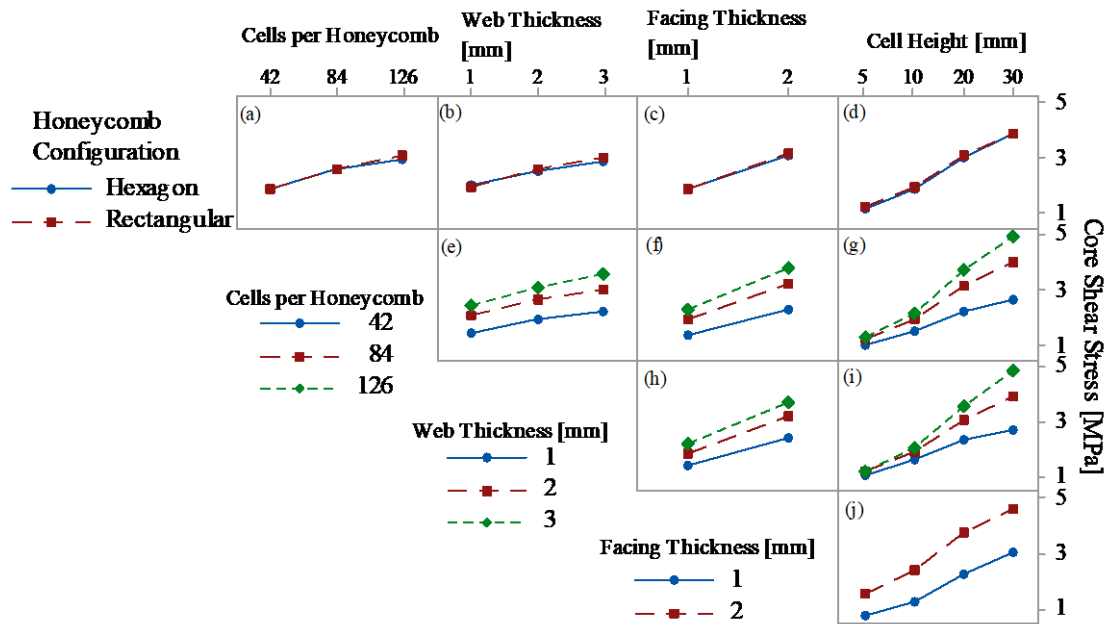 Cells per Honeycomb
42 84 126
Web Thickness
[mm]
1 2 3
Facing Thickness
[mm]
1 2
Cell Height [mm]
5 10 20 30
Honeycomb
Configuration
Hexagon
Rectangular
(a)
(b)
(c)
(d)
5
3
1
(e)
(f)
(g)
5
3
1
Cells per Honeycomb
42
84
126
(h)
(i)
5
3
1
Web Thickness [mm]
1
2
3
(j)
5
3
1
Facing Thickness [mm]
1
2
Core Shear Stress [MPa]